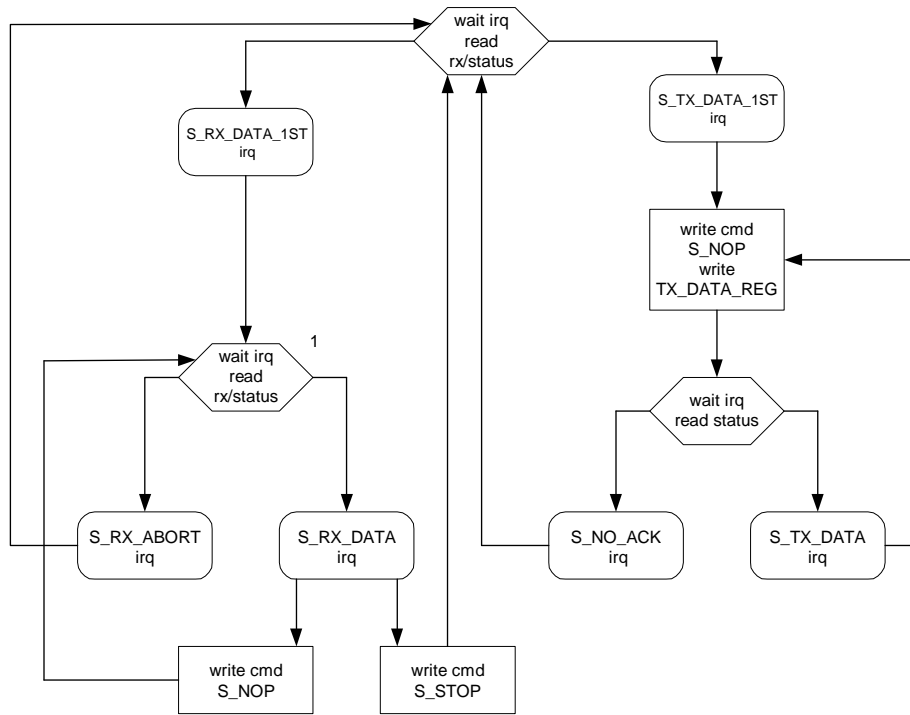 wait irq
read
rx/status
S_RX_DATA_1ST
irq
S_TX_DATA_1ST
irq
write cmd
S_NOP
write
TX_DATA_REG
1
wait irq
read
rx/status
wait irq
read status
S_RX_ABORT
irq
S_RX_DATA
irq
S_NO_ACK
irq
S_TX_DATA
irq
write cmd
S_NOP
write cmd
S_STOP